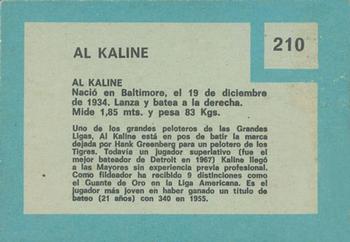 AL KALINE
210
AL KALINE
Nació en Baltimore, el 19 de diciembre
de 1934. Lanza y batea a la derecha.
Mide 1,85 mts. y pesa 83 Kgs.
Uno de los grandes peloteros de las Grandes
Ligas, Al Kaline está en pos de batir la marca
dejada por Hank Greenberg para un pelotero de
los Tigres. Todavía un jugador superlativo (fue
el mejor bateador de Detroit en 1967) Kaline llegó
a las Mayores sin experiencia previa profesional.
Como fildeador ha recibido 9 distinciones como
el Guante de Oro en la Liga Americana. Es el
jugador más joven en haber ganado un título de
bateo (21 años) con 340 en 1955.